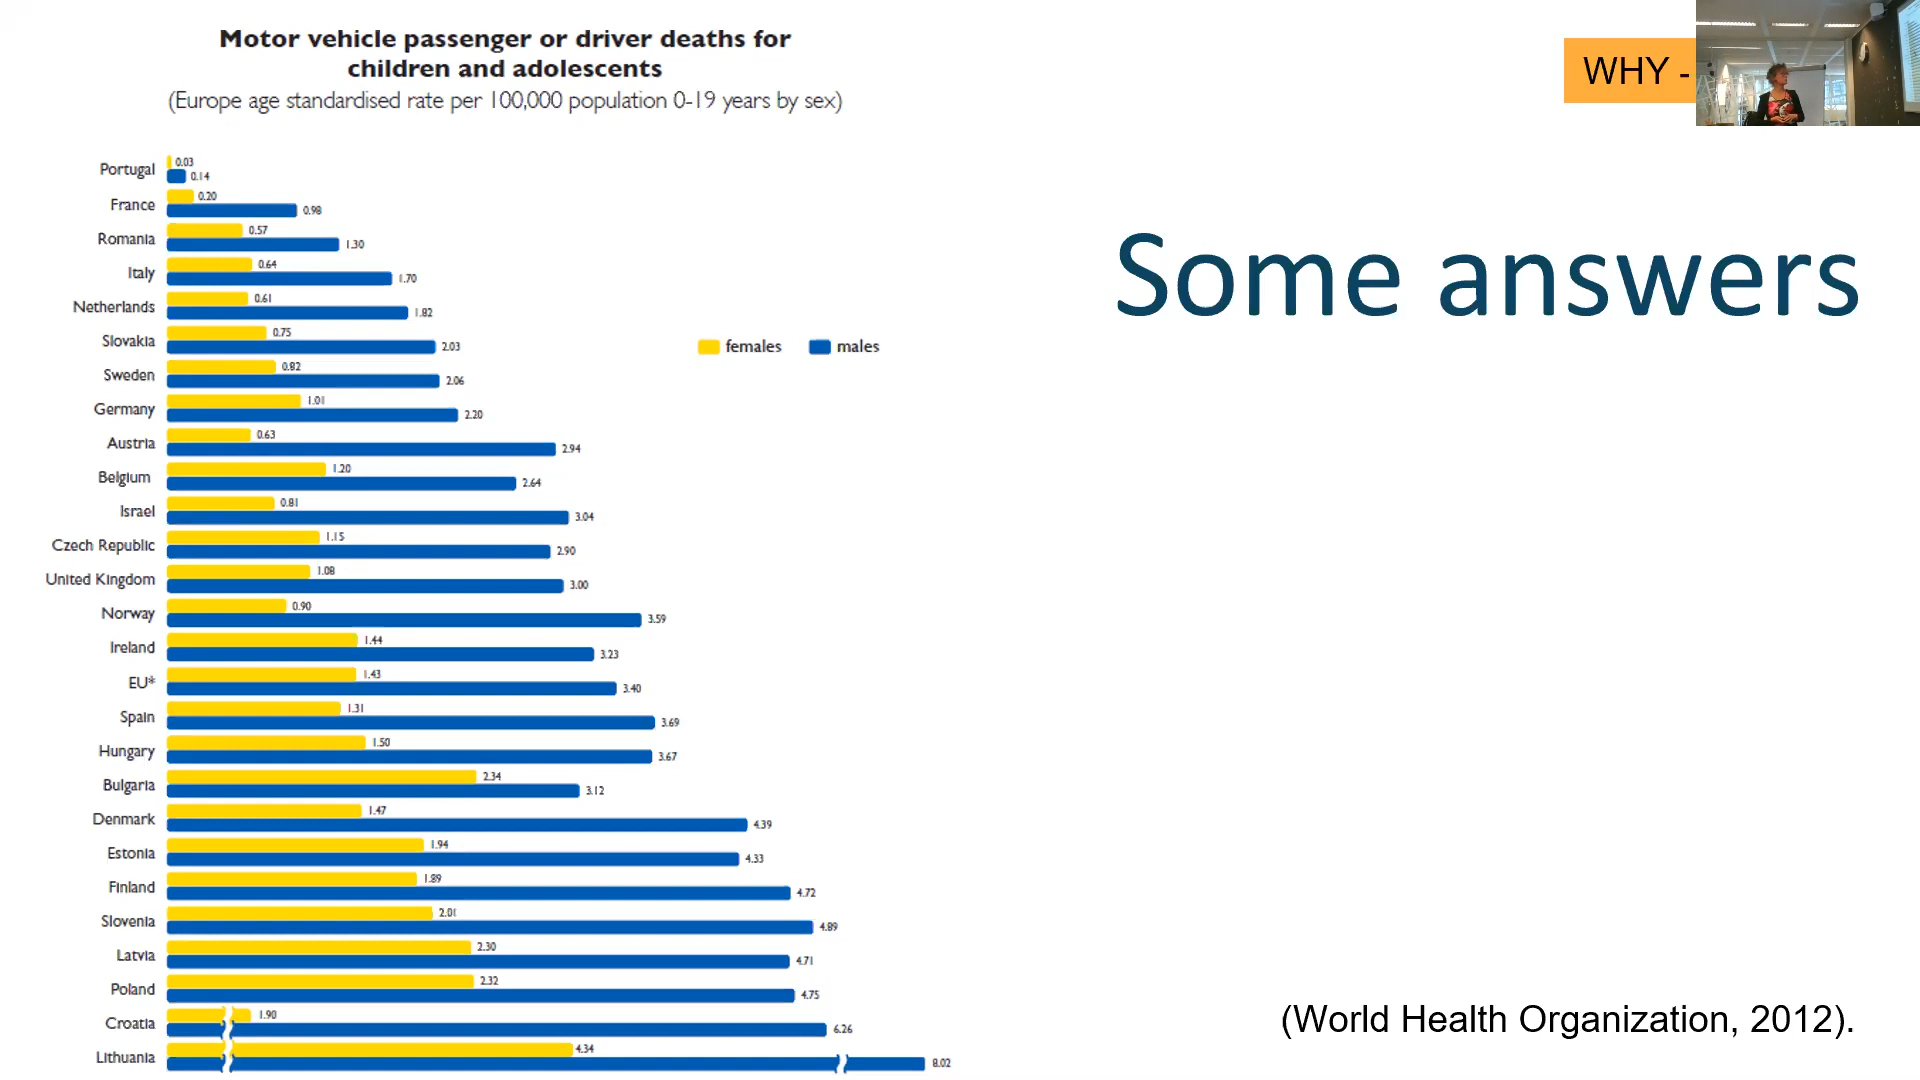 Motor vehicle passenger or driver deaths for
children and adolescents
(Europe age standardised rate per 100,000 population 0-19 years by sex)
WHY -
Some answers
females males
Portugal 0.03 0.14
France 0.20 0.98
Romania 0.57 1.30
Italy 0.64 1.70
Netherlands 0.61 1.82
Slovakia 0.75 2.03
Sweden 0.82 2.06
Germany 1.01 2.20
Austria 0.63 2.94
Belgium 1.20 2.64
Israel 0.81 3.04
Czech Republic 1.15 2.90
United Kingdom 1.08 3.00
Norway 0.90 3.59
Ireland 1.44 3.23
EU* 1.43 3.40
Spain 1.31 3.69
Hungary 1.50 3.67
Bulgaria 2.34 3.12
Denmark 1.47 4.39
Estonia 1.94 4.33
Finland 1.89 4.72
Slovenia 2.01 4.89
Latvia 2.30 4.71
Poland 2.32 4.75
Croatia 1.90 6.26
Lithuania 4.34 8.02
(World Health Organization, 2012).